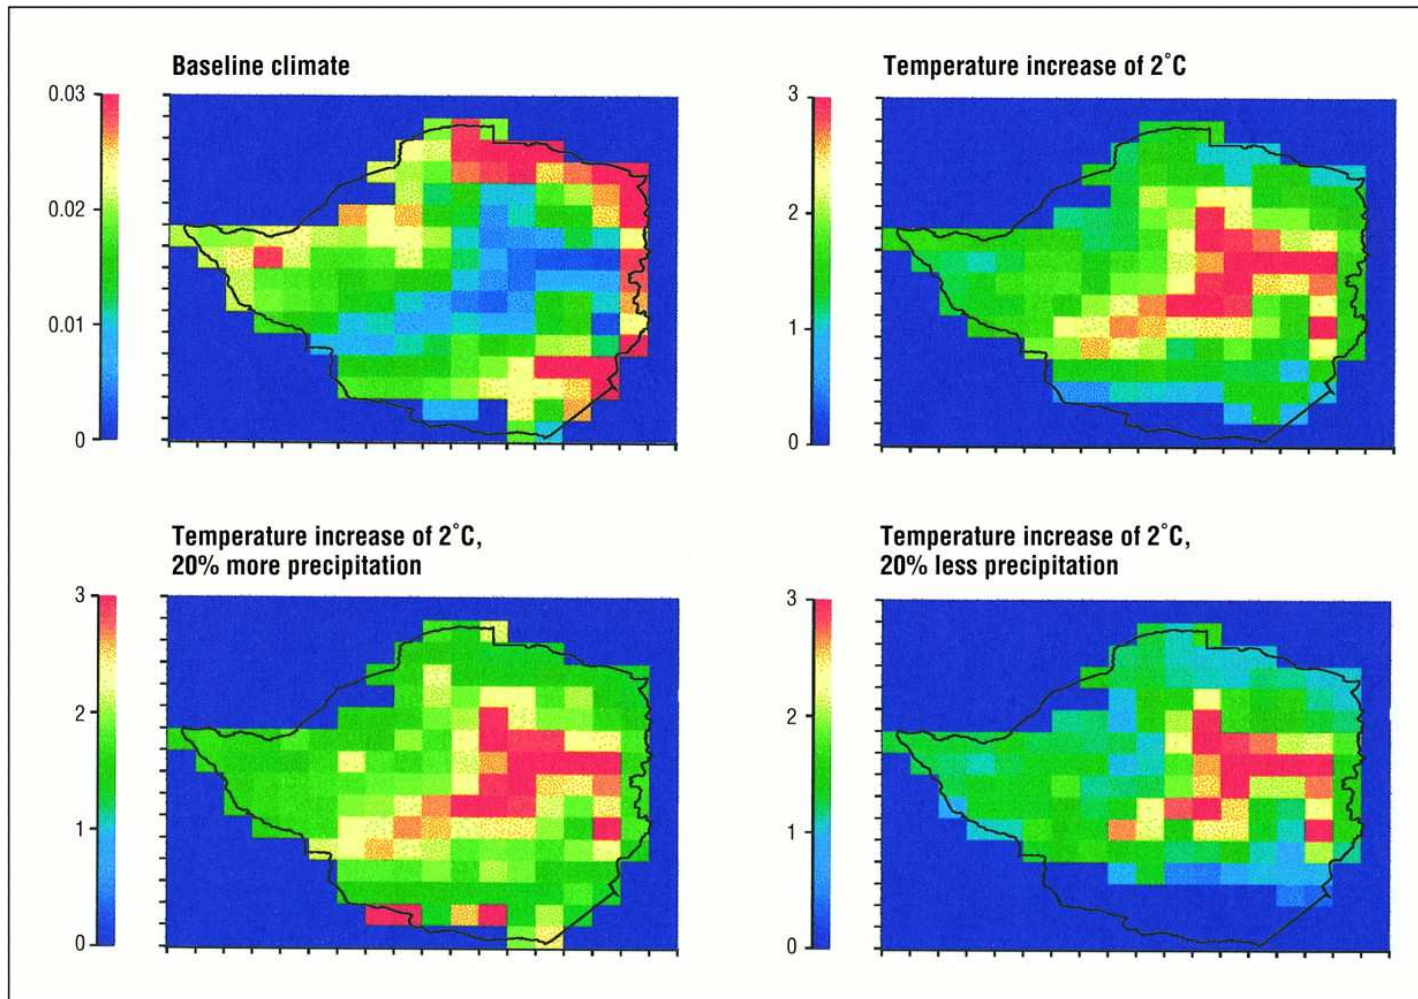 Baseline climate
0.03
0.02
0.01
0
Temperature increase of 2˚C
3
2
1
0
Temperature increase of 2˚C,
20% more precipitation
3
2
1
0
Temperature increase of 2˚C,
20% less precipitation
3
2
1
0